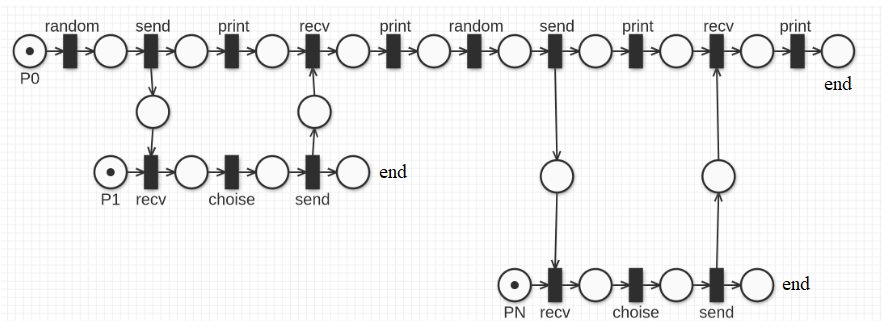 random send print recv print random send print recv print
P0
end
P1 recv choise send end
PN recv choise send end